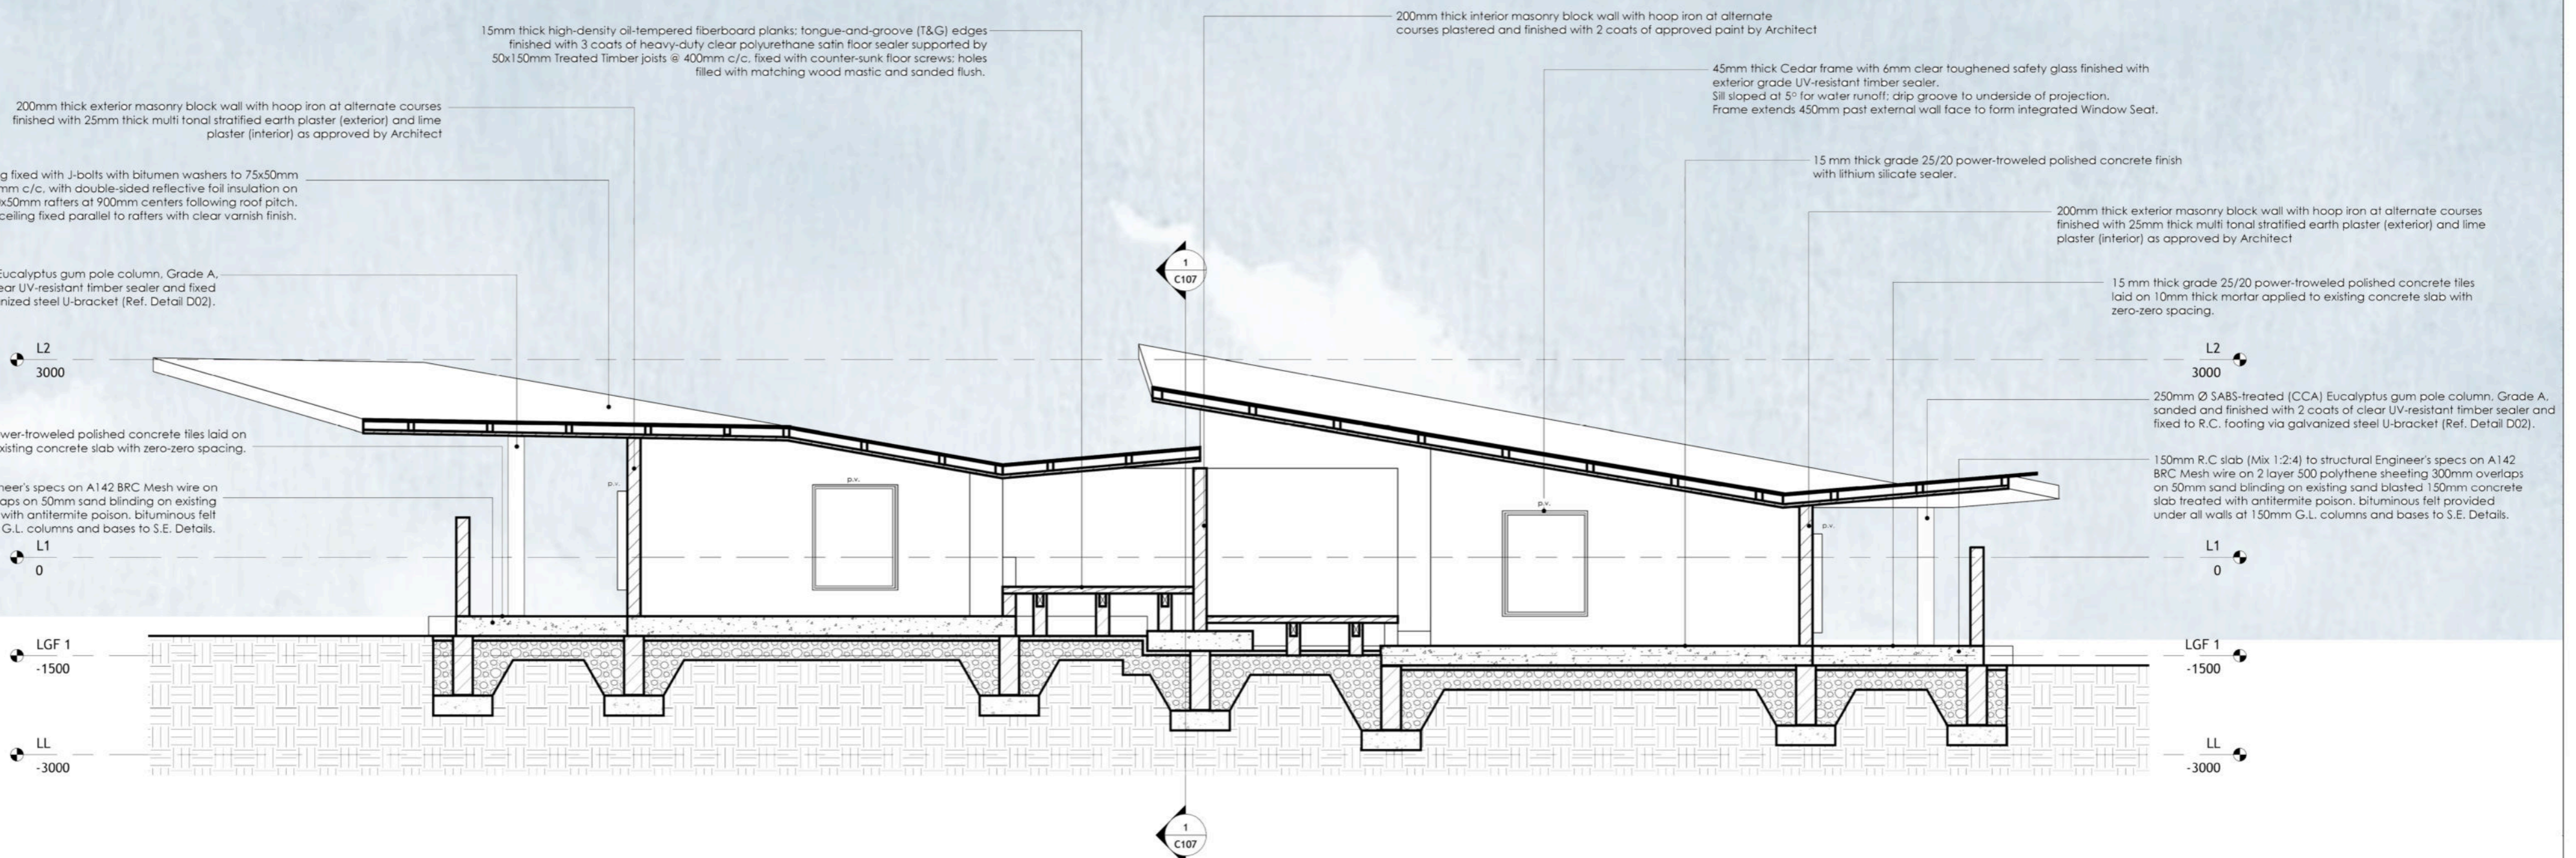 15mm thick high-density oil-tempered fiberboard planks; tongue-and-groove (T&G) edges
finished with 3 coats of heavy-duty clear polyurethane satin floor sealer supported by
50x150mm Treated Timber joists @ 400mm c/c. fixed with counter-sunk floor screws; holes
filled with matching wood mastic and sanded flush.
200mm thick interior masonry block wall with hoop iron at alternate
courses plastered and finished with 2 coats of approved paint by Architect
200mm thick exterior masonry block wall with hoop iron at alternate courses
finished with 25mm thick multi tonal stratified earth plaster (exterior) and lime
plaster (interior) as approved by Architect
45mm thick Cedar frame with 6mm clear toughened safety glass finished with
exterior grade UV-resistant timber sealer.
Sill sloped at 5° for water runoff; drip groove to underside of projection.
Frame extends 450mm past external wall face to form integrated Window Seat.
g fixed with J-bolts with bitumen washers to 75x50mm
mm c/c. with double-sided reflective foil insulation on
x50mm rafters at 900mm centers following roof pitch.
ceiling fixed parallel to rafters with clear varnish finish.
15 mm thick grade 25/20 power-troweled polished concrete finish
with lithium silicate sealer.
200mm thick exterior masonry block wall with hoop iron at alternate courses
finished with 25mm thick multi tonal stratified earth plaster (exterior) and lime
plaster (interior) as approved by Architect
Eucalyptus gum pole column, Grade A,
ear UV-resistant timber sealer and fixed
nized steel U-bracket (Ref. Detail D02).
15 mm thick grade 25/20 power-troweled polished concrete tiles
laid on 10mm thick mortar applied to existing concrete slab with
zero-zero spacing.
1
C107
L2
3000
L2
3000
250mm Ø SABS-treated (CCA) Eucalyptus gum pole column, Grade A,
sanded and finished with 2 coats of clear UV-resistant timber sealer and
fixed to R.C. footing via galvanized steel U-bracket (Ref. Detail D02).
wer-troweled polished concrete tiles laid on
xisting concrete slab with zero-zero spacing.
150mm R.C slab (Mix 1:2:4) to structural Engineer's specs on A142
BRC Mesh wire on 2 layer 500 polythene sheeting 300mm overlaps
on 50mm sand blinding on existing sand blasted 150mm concrete
slab treated with antitermite poison. bituminous felt provided
under all walls at 150mm G.L. columns and bases to S.E. Details.
neer's specs on A142 BRC Mesh wire on
aps on 50mm sand blinding on existing
with antitermite poison. bituminous felt
G.L. columns and bases to S.E. Details.
p.v.
p.v.
p.v.
p.v.
L1
0
L1
0
LGF 1
-1500
LGF 1
-1500
LL
-3000
LL
-3000
1
C107